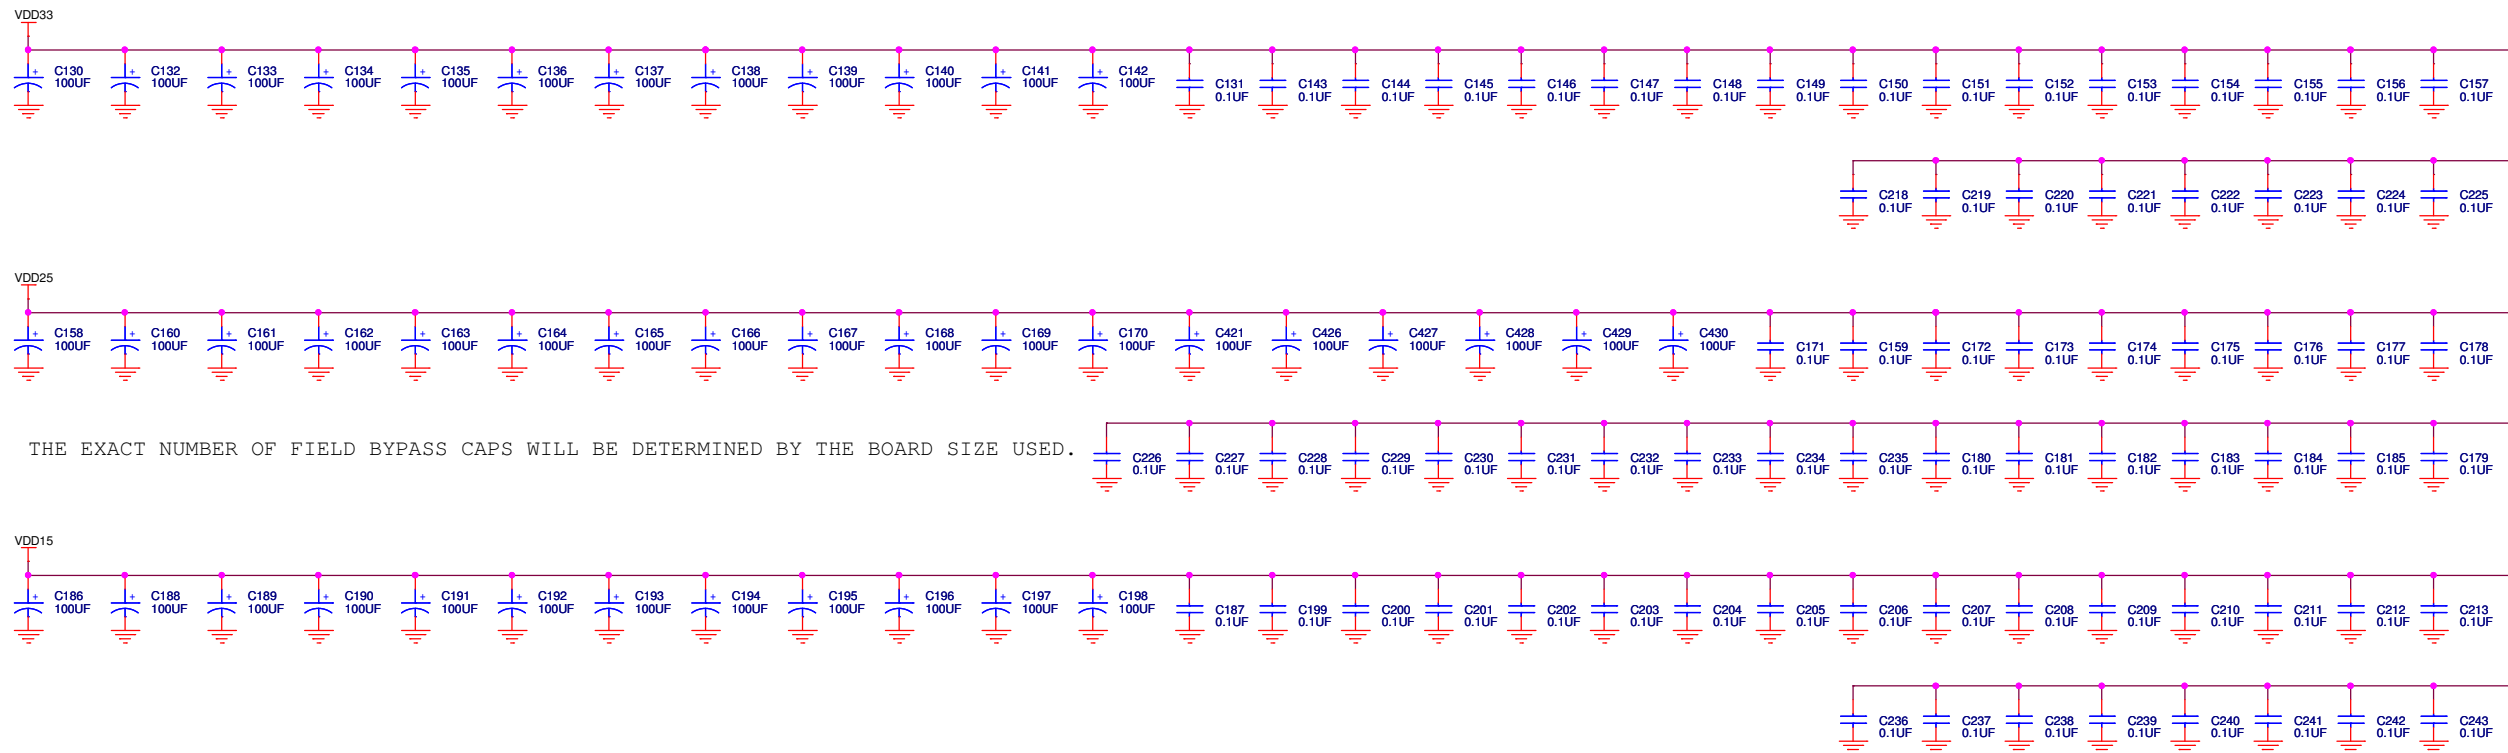 VDD33
C130 C132 C133 C134 C135 C136 C137 C138 C139 C140 C141 C142 C131 C143 C144 C145 C146 C147 C148 C149 C150 C151 C152 C153 C154 C155 C156 C157
100UF 100UF 100UF 100UF 100UF 100UF 100UF 100UF 100UF 100UF 100UF 100UF 0.1UF 0.1UF 0.1UF 0.1UF 0.1UF 0.1UF 0.1UF 0.1UF 0.1UF 0.1UF 0.1UF 0.1UF 0.1UF 0.1UF 0.1UF 0.1UF
C218 C219 C220 C221 C222 C223 C224 C225
0.1UF 0.1UF 0.1UF 0.1UF 0.1UF 0.1UF 0.1UF 0.1UF
VDD25
C158 C160 C161 C162 C163 C164 C165 C166 C167 C168 C169 C170 C421 C426 C427 C428 C429 C430 C171 C159 C172 C173 C174 C175 C176 C177 C178
100UF 100UF 100UF 100UF 100UF 100UF 100UF 100UF 100UF 100UF 100UF 100UF 100UF 100UF 100UF 100UF 100UF 100UF 0.1UF 0.1UF 0.1UF 0.1UF 0.1UF 0.1UF 0.1UF 0.1UF 0.1UF
THE EXACT NUMBER OF FIELD BYPASS CAPS WILL BE DETERMINED BY THE BOARD SIZE USED.
C226 C227 C228 C229 C230 C231 C232 C233 C234 C235 C180 C181 C182 C183 C184 C185 C179
0.1UF 0.1UF 0.1UF 0.1UF 0.1UF 0.1UF 0.1UF 0.1UF 0.1UF 0.1UF 0.1UF 0.1UF 0.1UF 0.1UF 0.1UF 0.1UF 0.1UF
VDD15
C186 C188 C189 C190 C191 C192 C193 C194 C195 C196 C197 C198 C187 C199 C200 C201 C202 C203 C204 C205 C206 C207 C208 C209 C210 C211 C212 C213
100UF 100UF 100UF 100UF 100UF 100UF 100UF 100UF 100UF 100UF 100UF 100UF 0.1UF 0.1UF 0.1UF 0.1UF 0.1UF 0.1UF 0.1UF 0.1UF 0.1UF 0.1UF 0.1UF 0.1UF 0.1UF 0.1UF 0.1UF 0.1UF
C236 C237 C238 C239 C240 C241 C242 C243
0.1UF 0.1UF 0.1UF 0.1UF 0.1UF 0.1UF 0.1UF 0.1UF